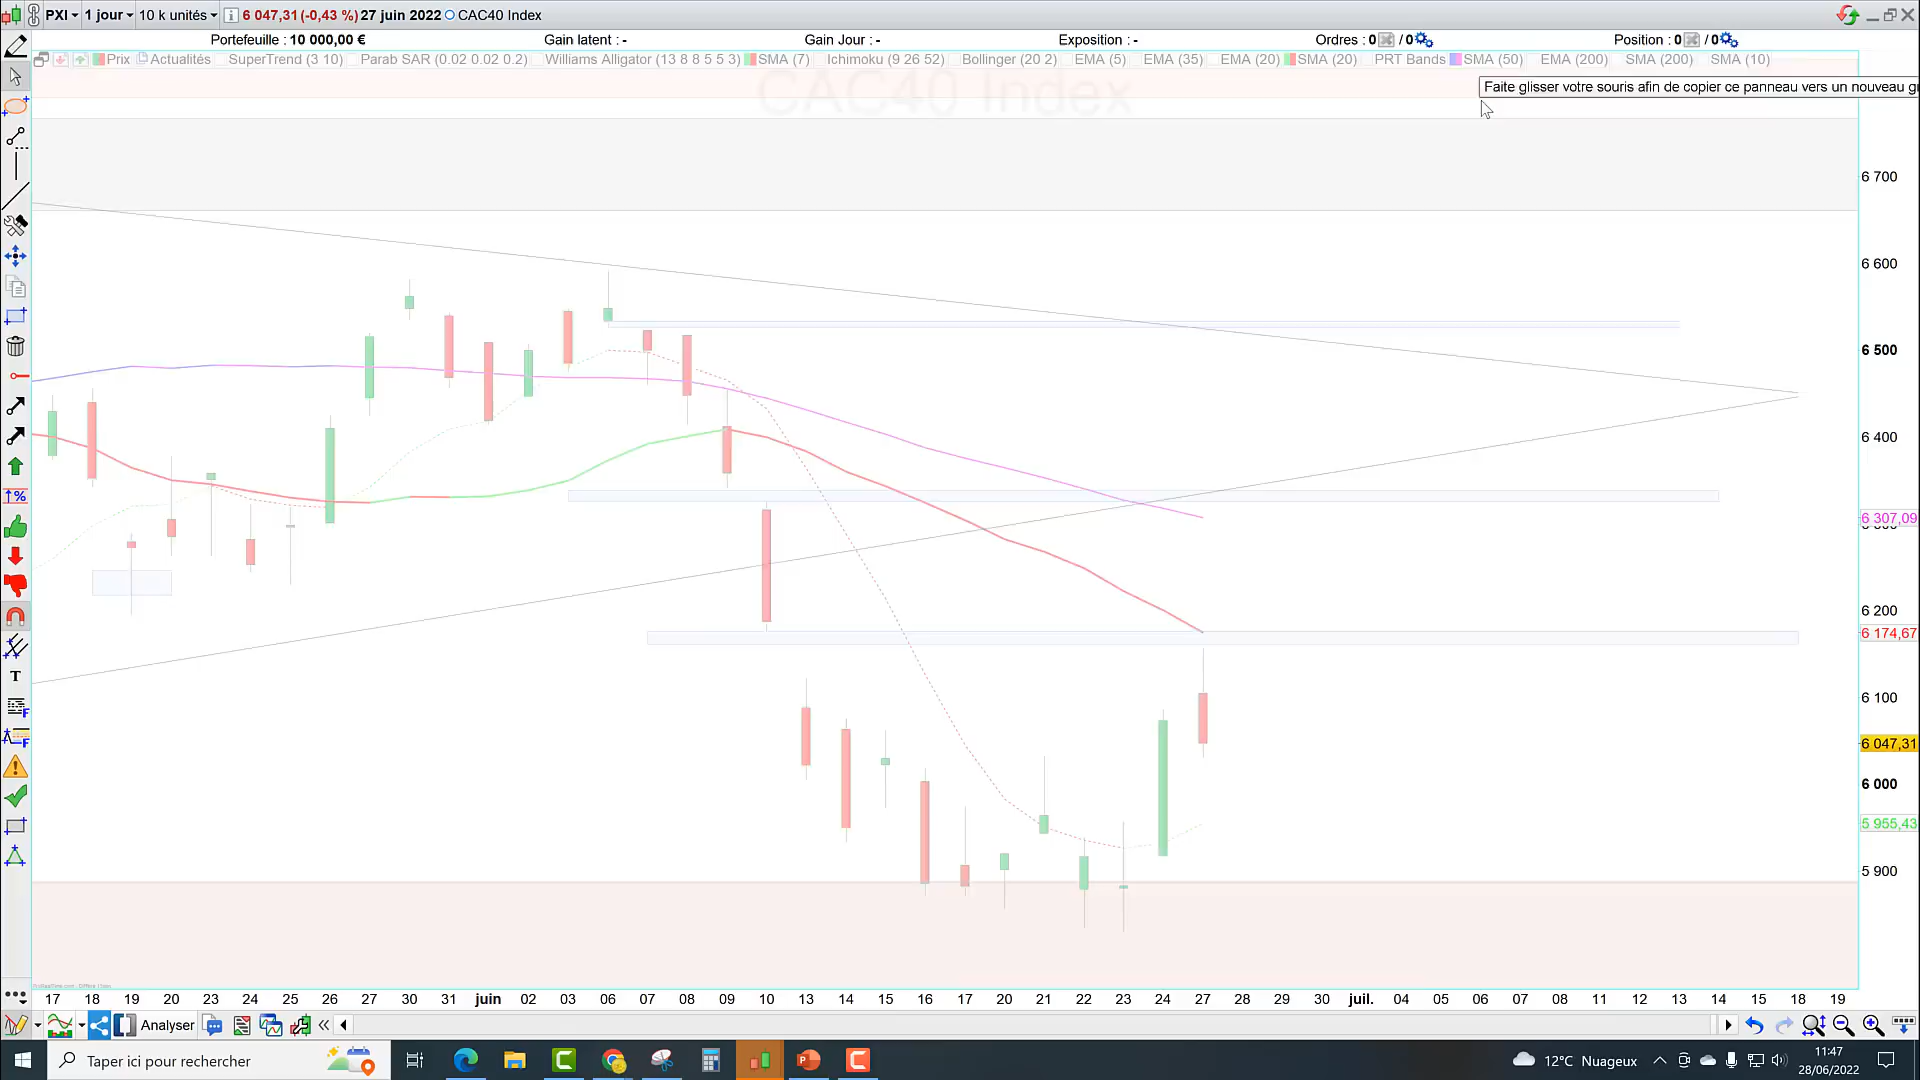 PXI 1 jour 10 k unités 6 047,31 (-0,43 %) 27 juin 2022 CAC40 Index
Portefeuille : 10 000,00 € Gain latent : - Gain Jour : - Exposition : - Ordres : 0 / 0 Position : 0 / 0
Prix Actualités SuperTrend (3 10) Parab SAR (0.02 0.02 0.2) Williams Alligator (13 8 8 5 5 3) SMA (7) Ichimoku (9 26 52) Bollinger (20 2) EMA (5) EMA (35) EMA (20) SMA (20) PRT Bands SMA (50) EMA (200) SMA (200) SMA (10)
Faite glisser votre souris afin de copier ce panneau vers un nouveau
CAC40 Index
6 700
6 600
6 500
6 400
6 307,09
6 200
6 174,67
6 100
6 047,31
6 000
5 955,43
5 900
17 18 19 20 23 24 25 26 27 30 31 juin 02 03 06 07 08 09 10 13 14 15 16 17 20 21 22 23 24 27 28 29 30 juil. 04 05 06 07 08 11 12 13 14 15 18 19
Analyser
Taper ici pour rechercher
12°C Nuageux
11:47
28/06/2022